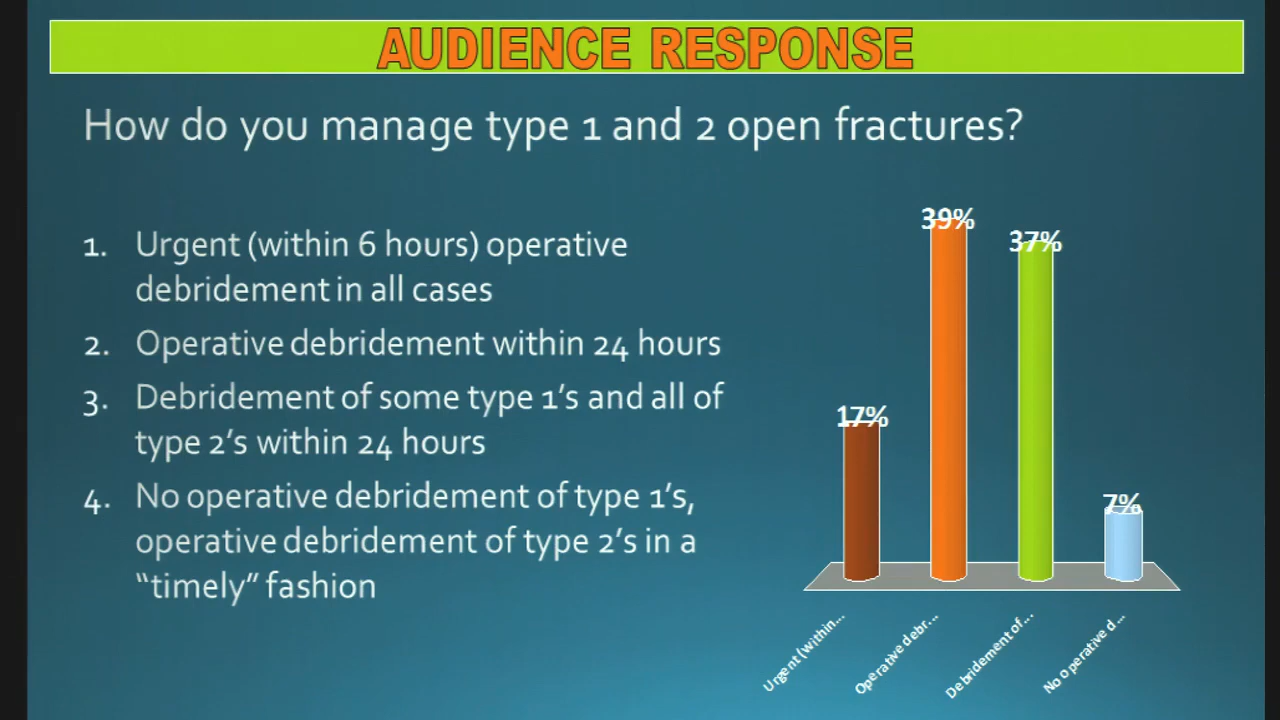 AUDIENCE RESPONSE
How do you manage type 1 and 2 open fractures?
1. Urgent (within 6 hours) operative
debridement in all cases
2. Operative debridement within 24 hours
3. Debridement of some type 1's and all of
type 2's within 24 hours
4. No operative debridement of type 1's,
operative debridement of type 2's in a
“timely” fashion
17%
39%
37%
7%
Urgent (within...
Operative debr...
Debridement of...
No operative d...